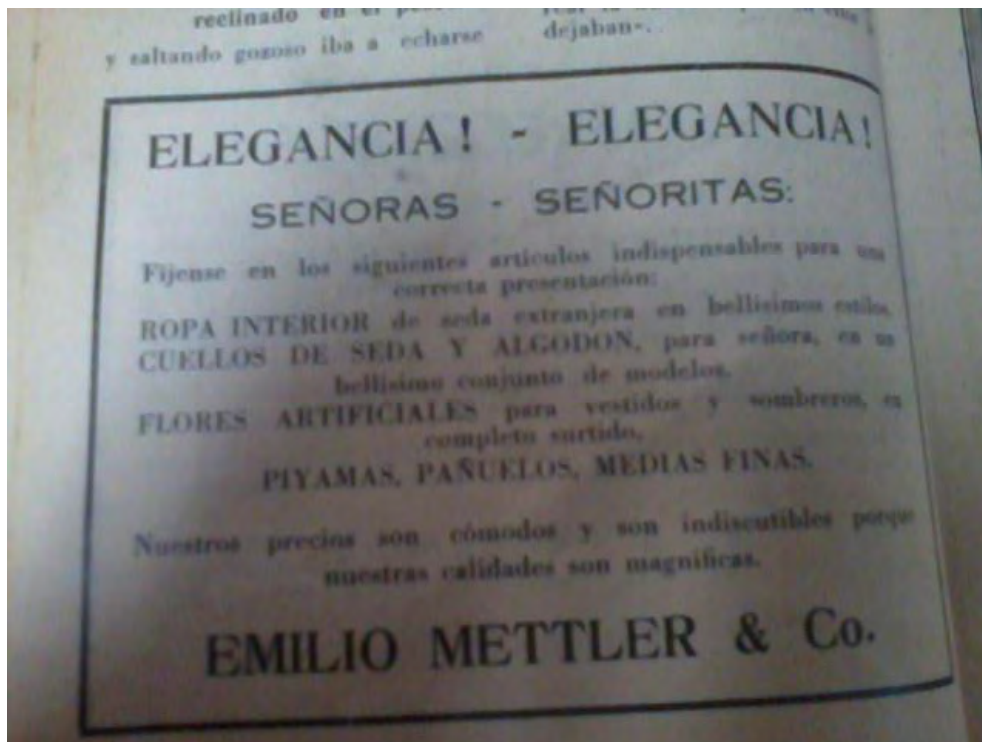 reclinado en el
y saltando gozoso iba a echarse
dejaban-.
ELEGANCIA! - ELEGANCIA!
SEÑORAS - SEÑORITAS:
Fíjense en los siguientes artículos indispensables para una
correcta presentación:
ROPA INTERIOR de seda extranjera en bellísimos estilos.
CUELLOS DE SEDA Y ALGODON, para señora, en un
bellísimo conjunto de modelos.
FLORES ARTIFICIALES para vestidos y sombreros, en
completo surtido.
PIYAMAS, PAÑUELOS, MEDIAS FINAS.
Nuestros precios son cómodos y son indiscutibles porque
nuestras calidades son magníficas.
EMILIO METTLER & Co.